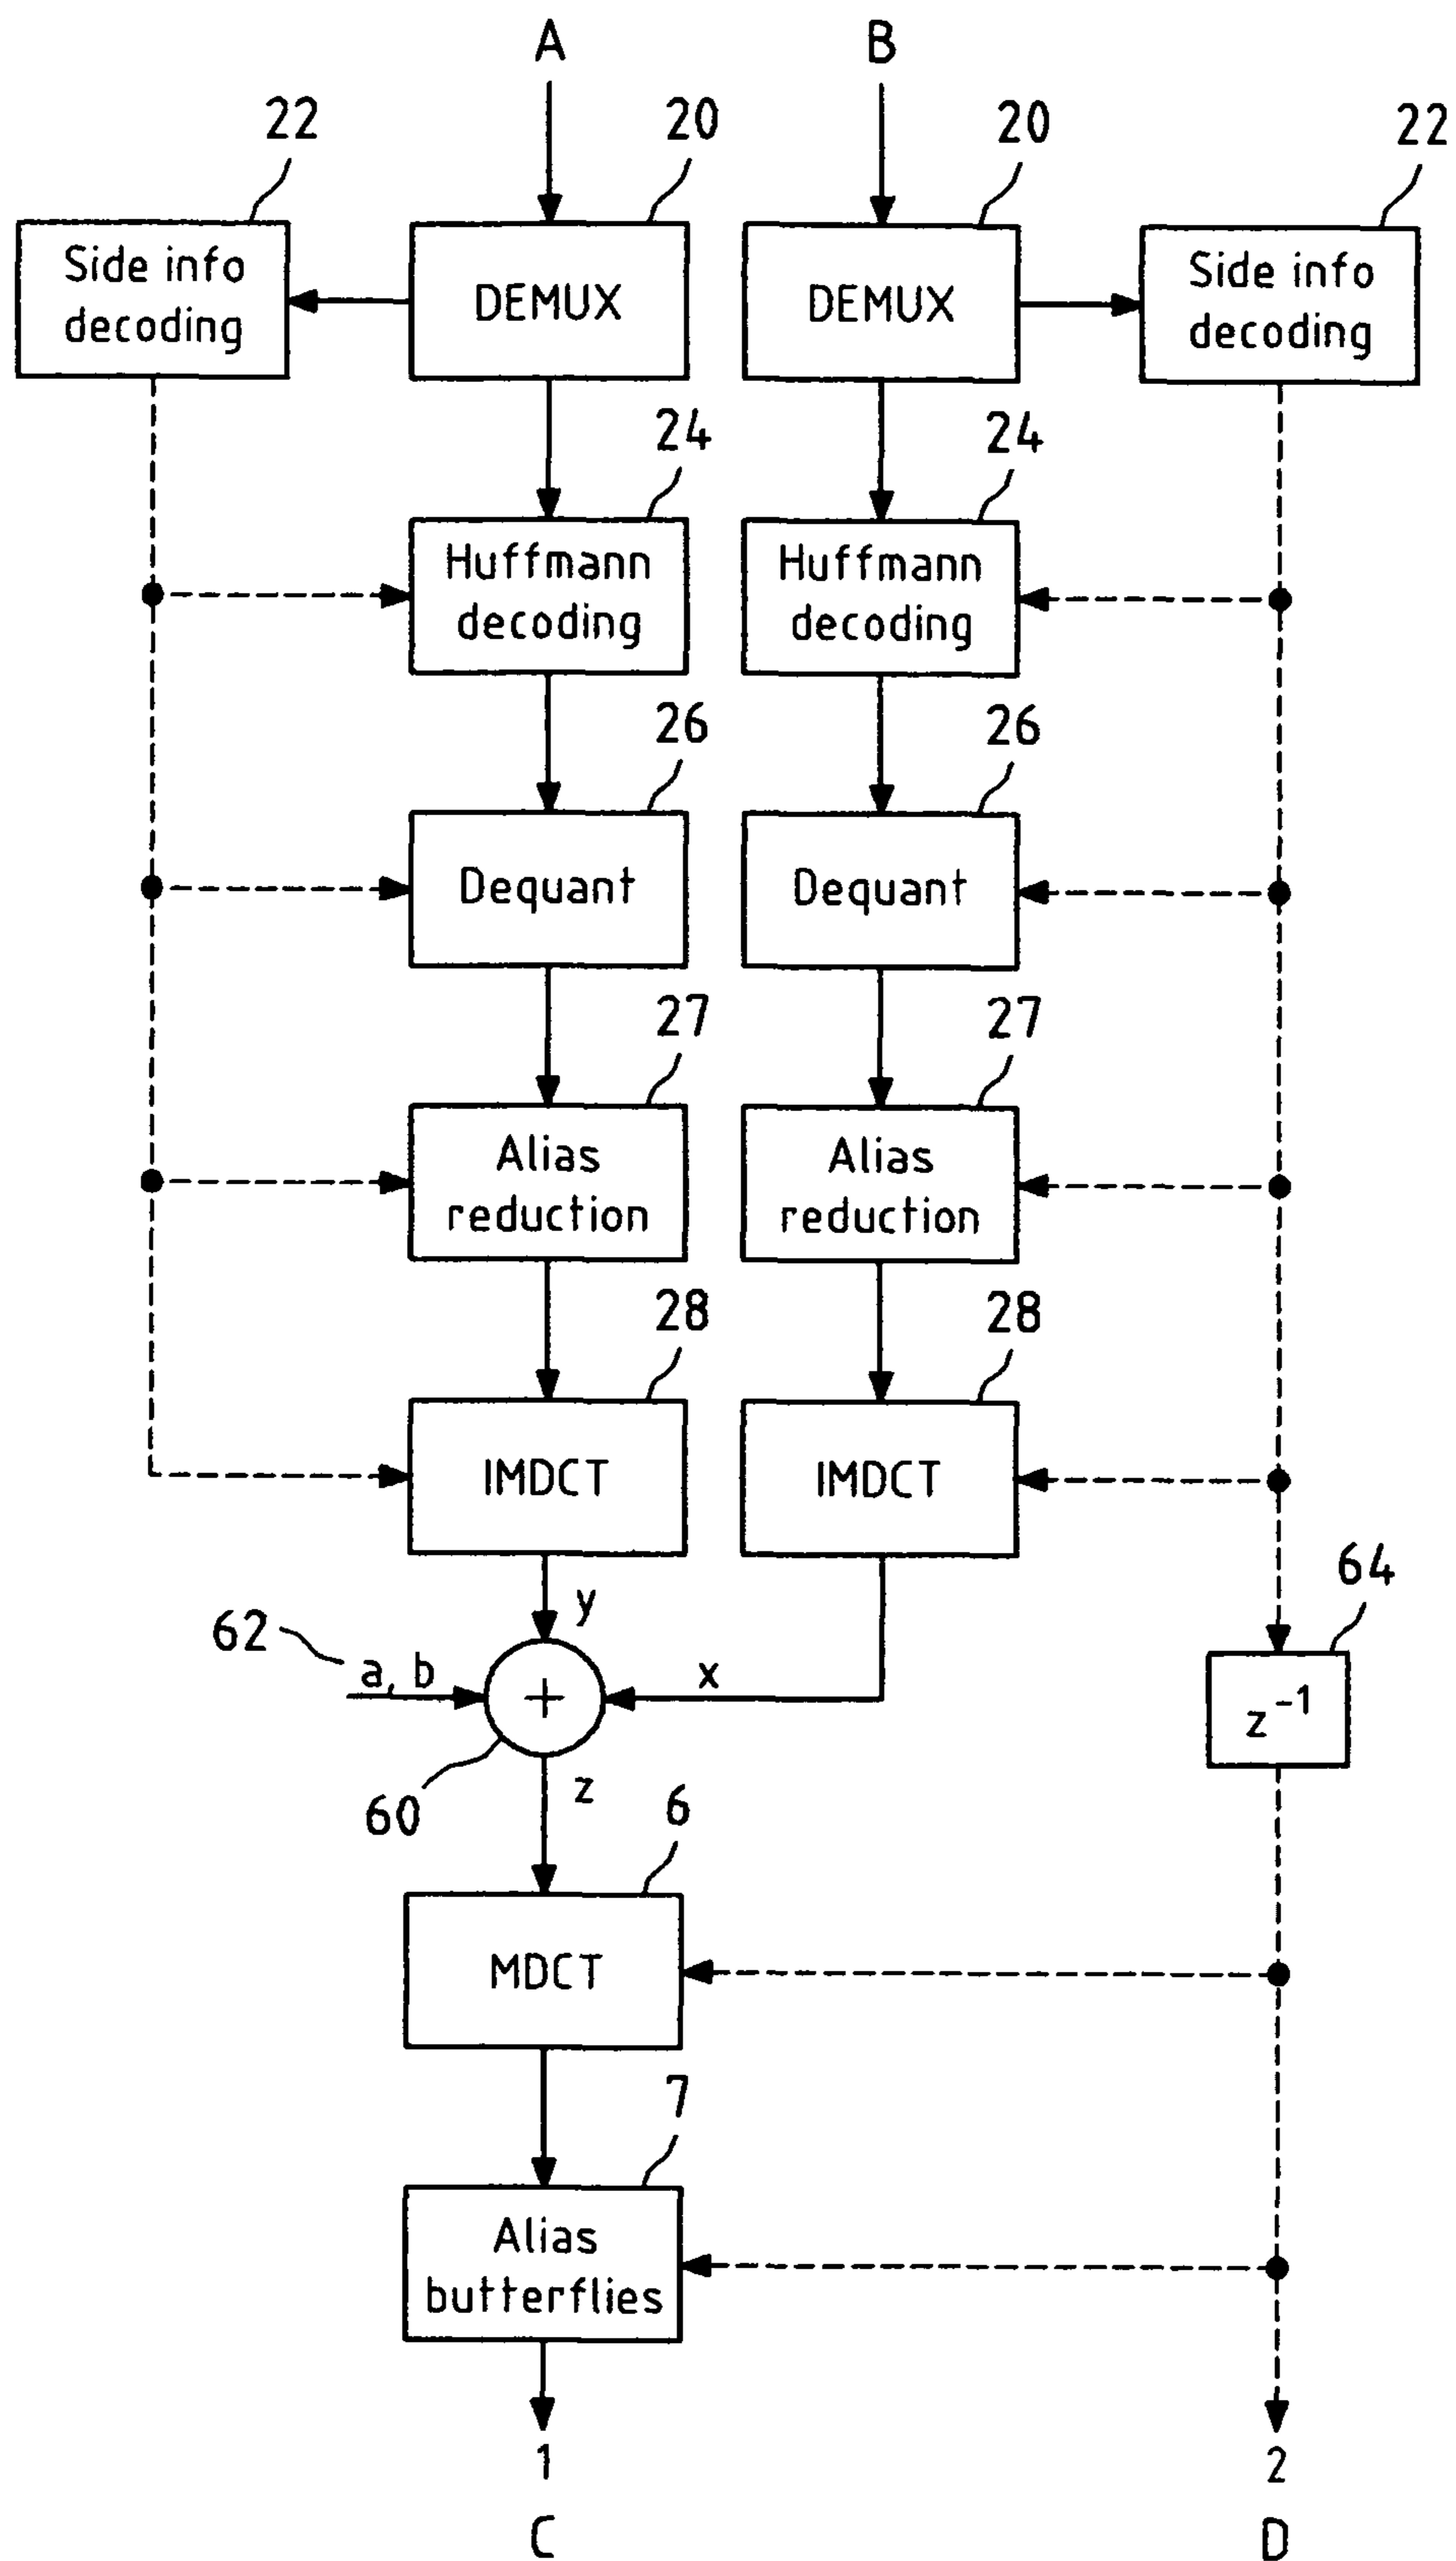 A B
22 20 20 22
Side info
decoding
DEMUX
DEMUX
Side info
decoding
24 24
Huffmann
decoding
Huffmann
decoding
26 26
Dequant
Dequant
27 27
Alias
reduction
Alias
reduction
28 28
IMDCT
IMDCT
64
y
62
a, b
+
x
z⁻¹
60
z
6
MDCT
7
Alias
butterflies
1 2
C D